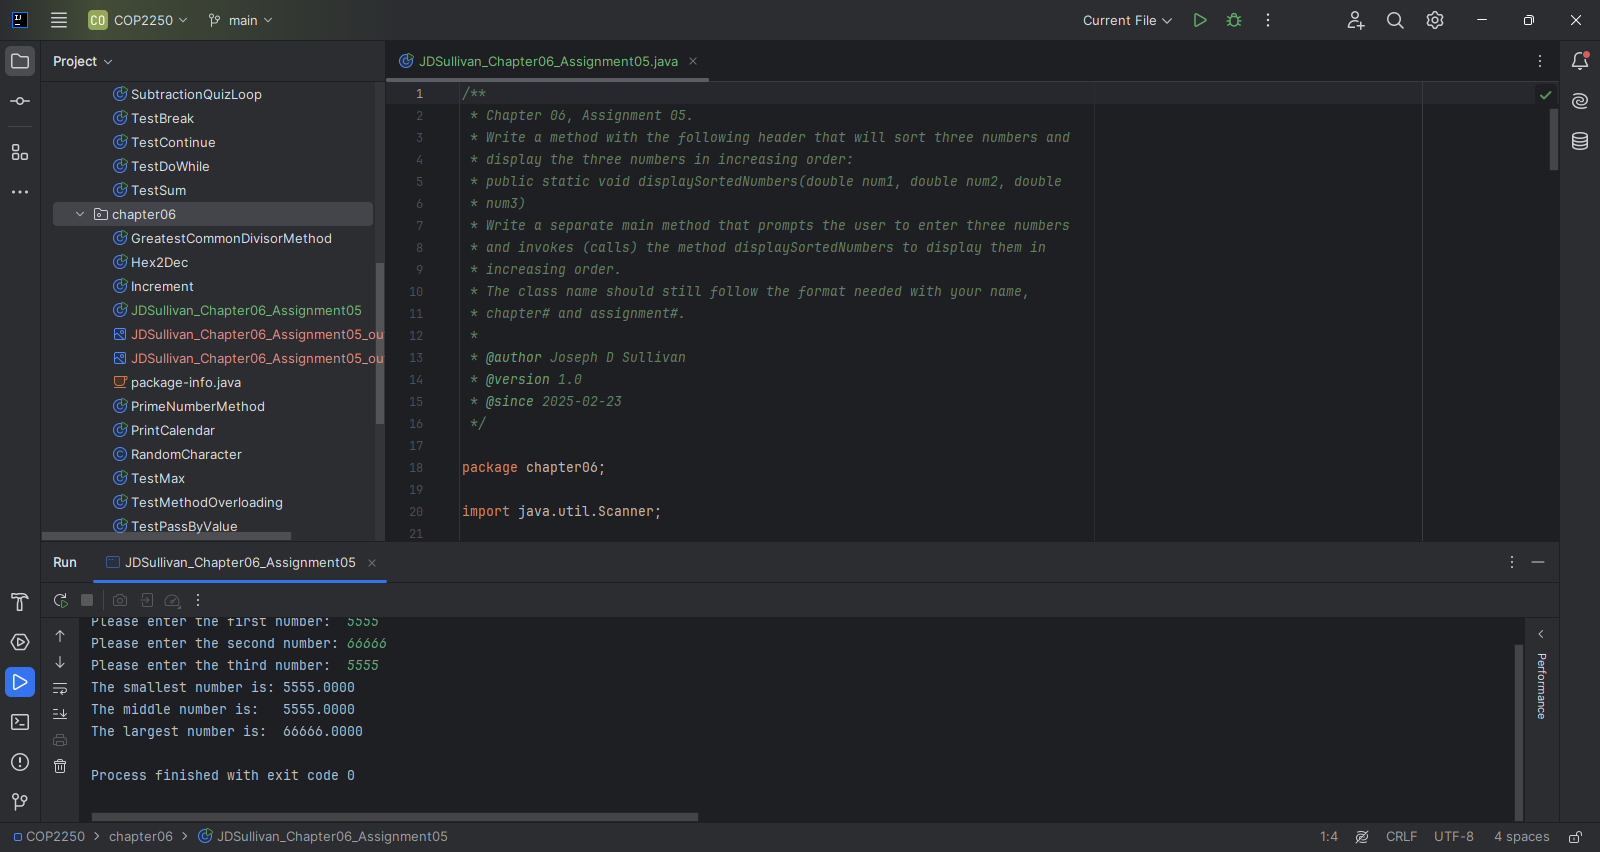 CO COP2250 main Current File
Project
JDSullivan_Chapter06_Assignment05.java
SubtractionQuizLoop
TestBreak
TestContinue
TestDoWhile
TestSum
chapter06
GreatestCommonDivisorMethod
Hex2Dec
Increment
JDSullivan_Chapter06_Assignment05
JDSullivan_Chapter06_Assignment05_ou
JDSullivan_Chapter06_Assignment05_ou
package-info.java
PrimeNumberMethod
PrintCalendar
RandomCharacter
TestMax
TestMethodOverloading
TestPassByValue
1 /**
2 * Chapter 06, Assignment 05.
3 * Write a method with the following header that will sort three numbers and
4 * display the three numbers in increasing order:
5 * public static void displaySortedNumbers(double num1, double num2, double
6 * num3)
7 * Write a separate main method that prompts the user to enter three numbers
8 * and invokes (calls) the method displaySortedNumbers to display them in
9 * increasing order.
10 * The class name should still follow the format needed with your name,
11 * chapter# and assignment#.
12 *
13 * @author Joseph D Sullivan
14 * @version 1.0
15 * @since 2025-02-23
16 */
17
18 package chapter06;
19
20 import java.util.Scanner;
21
Run JDSullivan_Chapter06_Assignment05
Please enter the first number:  5555
Please enter the second number: 66666
Please enter the third number:  5555
The smallest number is: 5555.0000
The middle number is:   5555.0000
The largest number is:  66666.0000
Process finished with exit code 0
Performance
COP2250 > chapter06 > JDSullivan_Chapter06_Assignment05
1:4 CRLF UTF-8 4 spaces